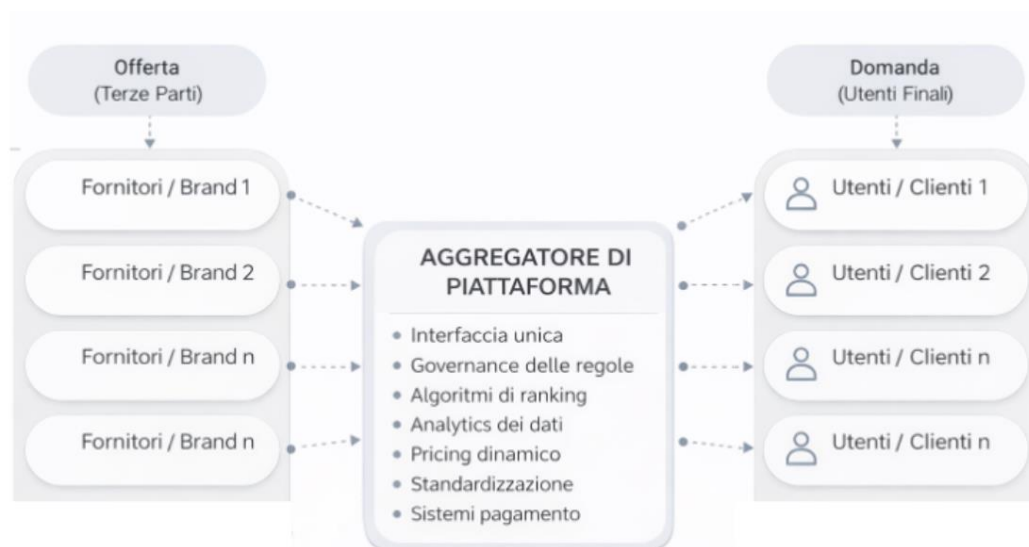 Offerta
(Terze Parti)
Domanda
(Utenti Finali)
Fornitori / Brand 1
Fornitori / Brand 2
Fornitori / Brand n
Fornitori / Brand n
AGGREGATORE DI
PIATTAFORMA
• Interfaccia unica
• Governance delle regole
• Algoritmi di ranking
• Analytics dei dati
• Pricing dinamico
• Standardizzazione
• Sistemi pagamento
Utenti / Clienti 1
Utenti / Clienti 2
Utenti / Clienti n
Utenti / Clienti n